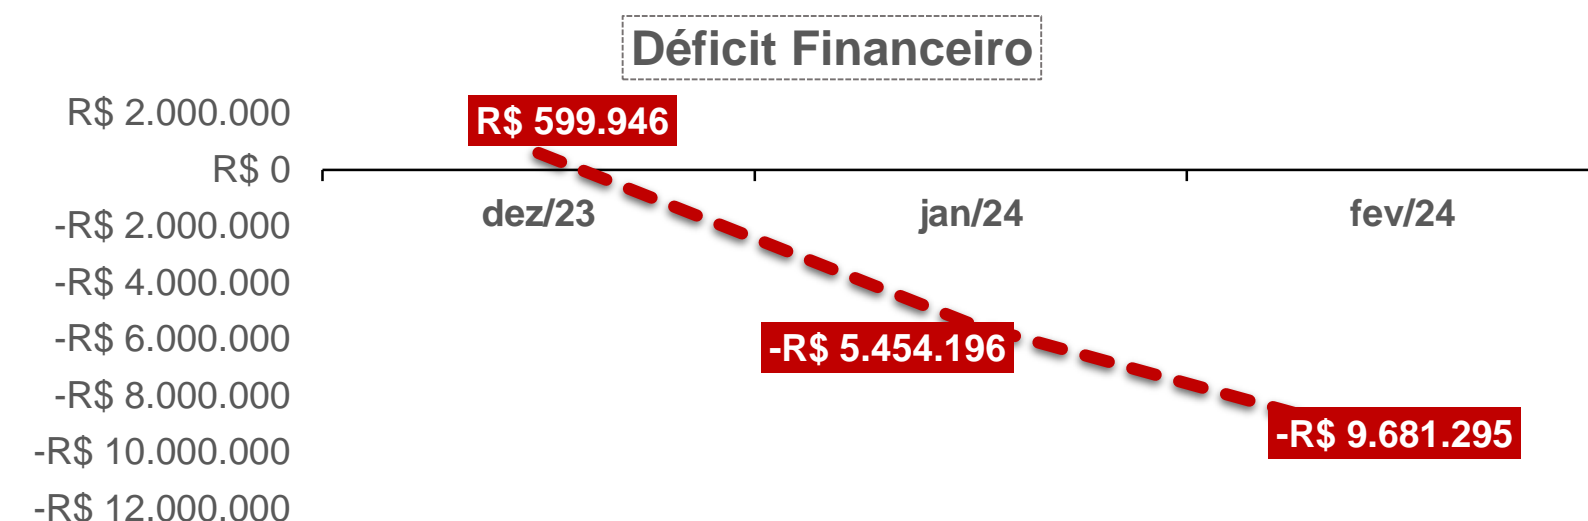 Déficit Financeiro
R$ 2.000.000
R$ 599.946
R$ 0
dez/23
jan/24
fev/24
-R$ 2.000.000
-R$ 4.000.000
-R$ 6.000.000
-R$ 5.454.196
-R$ 8.000.000
-R$ 9.681.295
-R$ 10.000.000
-R$ 12.000.000